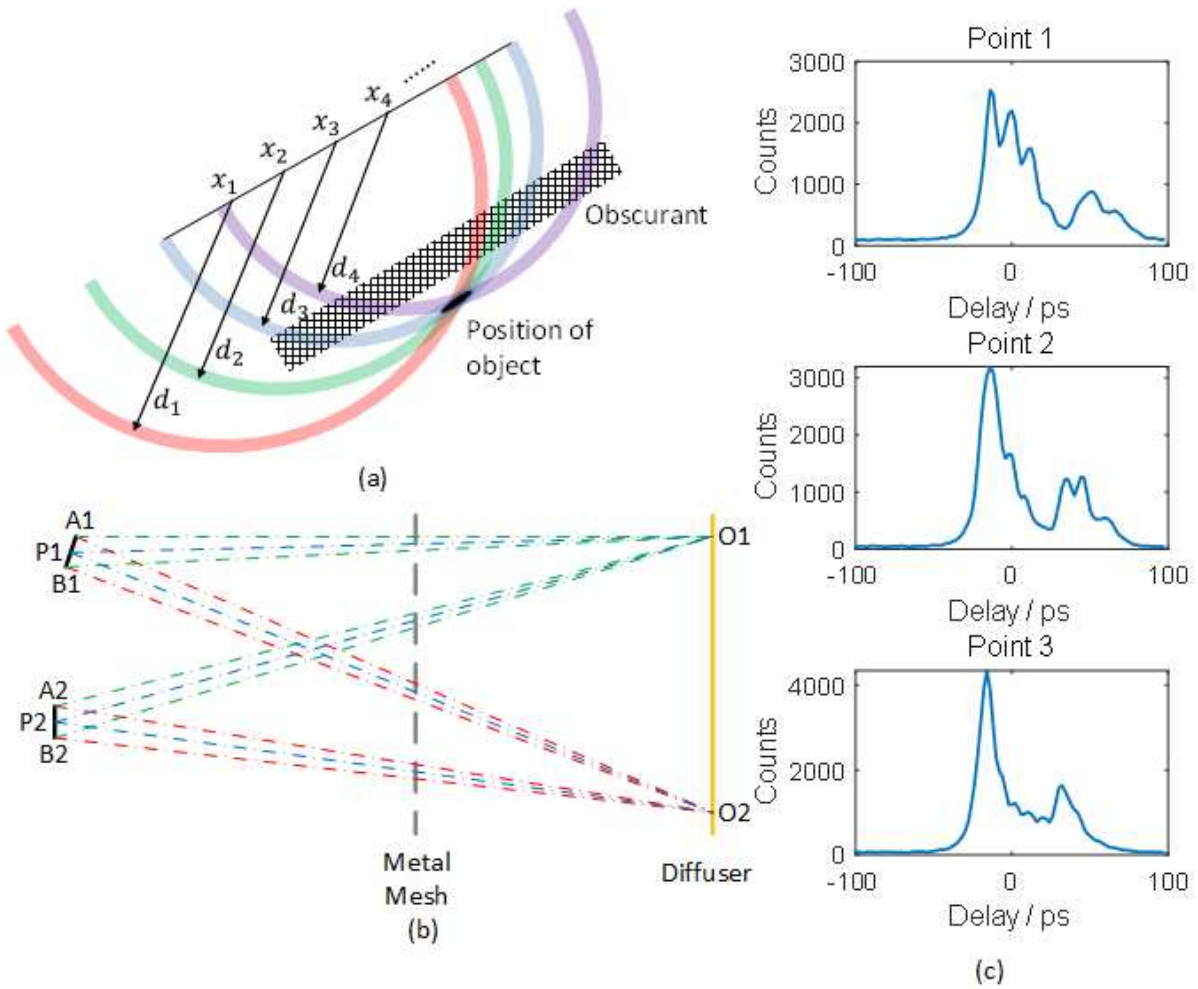 x₁
x₂
x₃
x₄
......
d₁
d₂
d₃
d₄
Obscurant
Position of
object
(a)
A1
P1
B1
A2
P2
B2
O1
O2
Metal
Mesh
Diffuser
(b)
Point 1
3000
2000
1000
0
Counts
-100
0
100
Delay / ps
Point 2
3000
2000
1000
0
Counts
-100
0
100
Delay / ps
Point 3
4000
2000
0
Counts
-100
0
100
Delay / ps
(c)